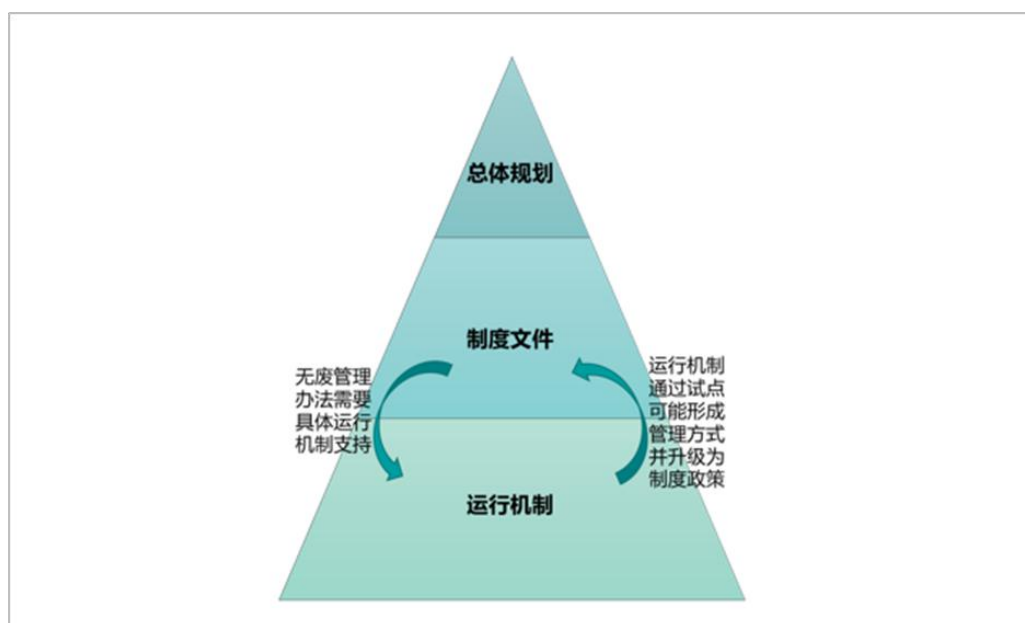 总体规划
制度文件
无废管理
办法需要
具体运行
机制支持
运行机制
通过试点
可能形成
管理方式
并升级为
制度政策
运行机制